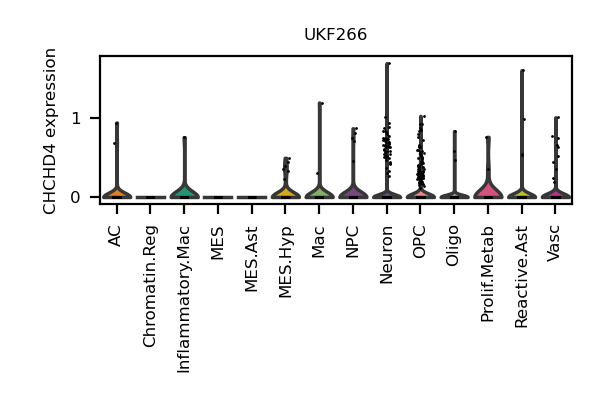 UKF266
CHCHD4 expression
1
0
AC
Chromatin.Reg
Inflammatory.Mac
MES
MES.Ast
MES.Hyp
Mac
NPC
Neuron
OPC
Oligo
Prolif.Metab
Reactive.Ast
Vasc